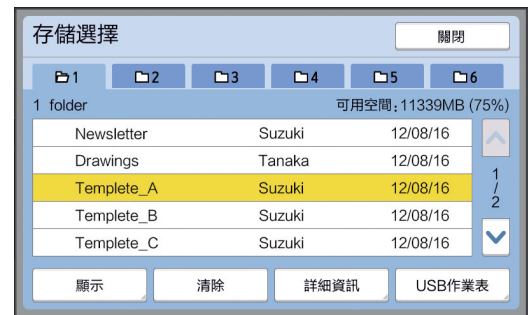 存儲選擇 關閉
1 2 3 4 5 6
1 folder 可用空間:11339MB (75%)
Newsletter Suzuki 12/08/16
Drawings Tanaka 12/08/16
Templete_A Suzuki 12/08/16
Templete_B Suzuki 12/08/16
Templete_C Suzuki 12/08/16
1
/
2
顯示 清除 詳細資訊 USB作業表